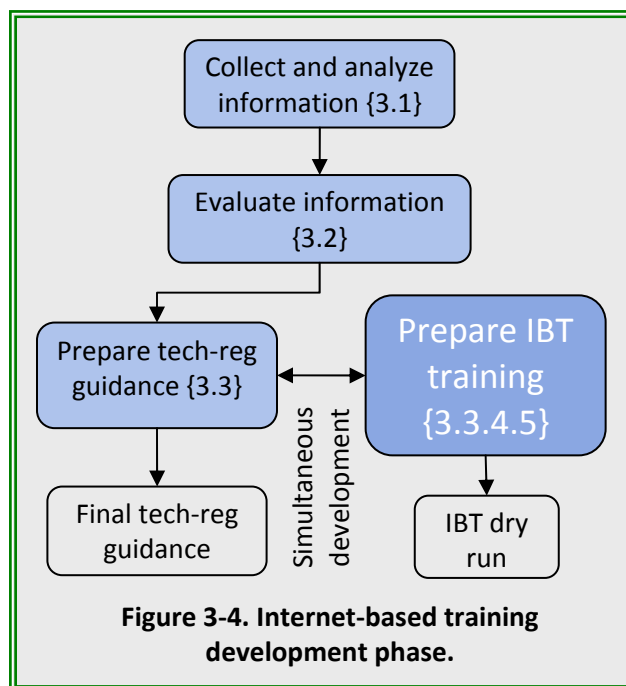 Collect and analyze
information {3.1}
Evaluate information
{3.2}
Prepare tech-reg
guidance {3.3}
Prepare IBT
training
{3.3.4.5}
Simultaneous
development
Final tech-reg
guidance
IBT dry
run
Figure 3-4. Internet-based training
development phase.